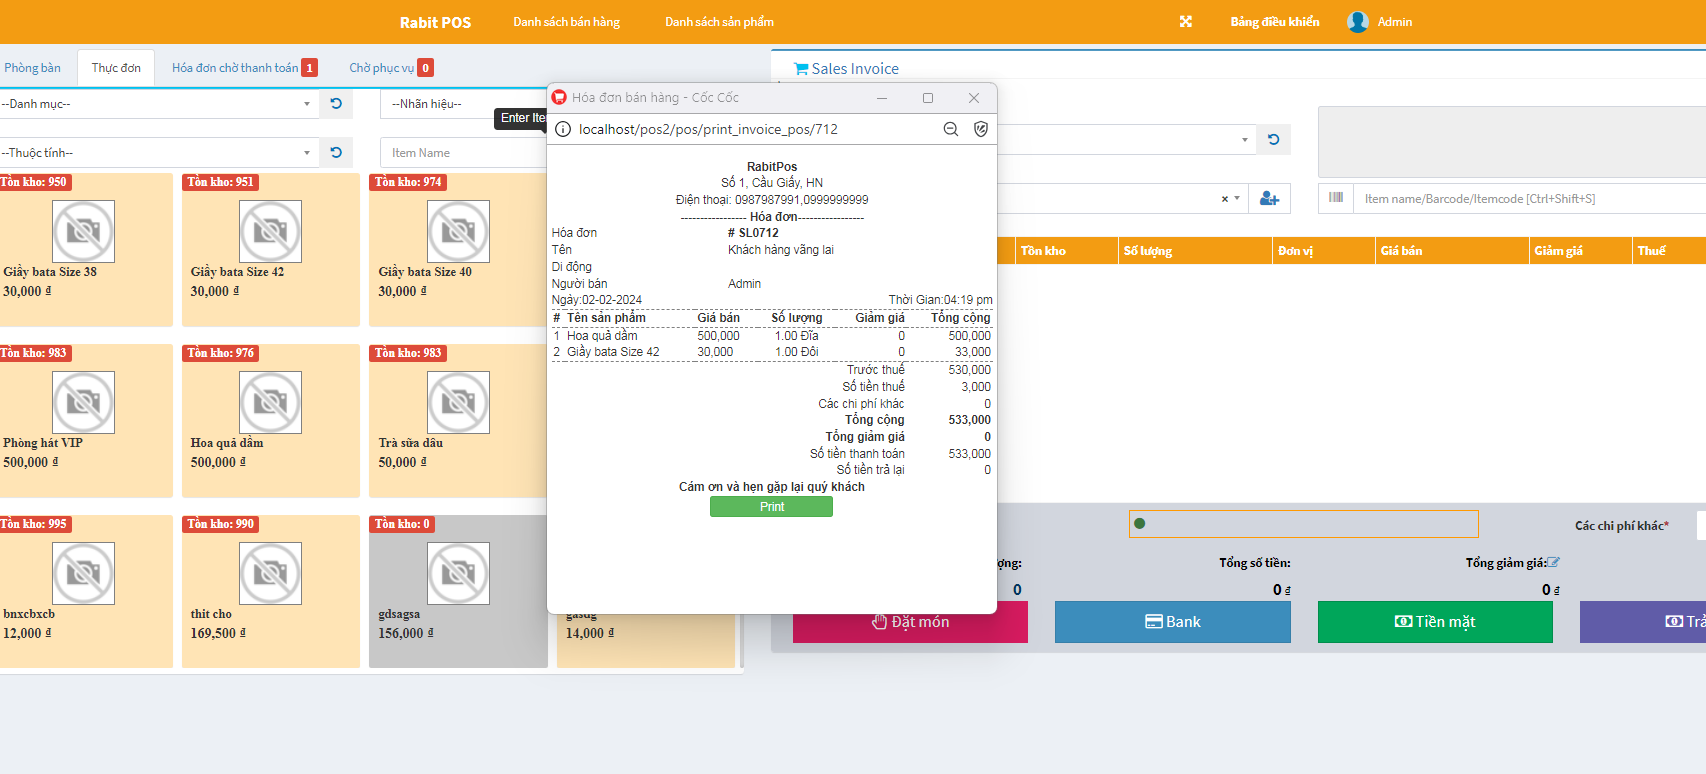 Rabit POS Danh sách bán hàng Danh sách sản phẩm Bảng điều khiển Admin
Phòng bàn Thực đơn Hóa đơn chờ thanh toán 1 Chờ phục vụ 0
--Danh mục-- --Nhãn hiệu--
Enter Ite
--Thuộc tính-- Item Name
Tồn kho: 950 Tồn kho: 951 Tồn kho: 974
Giầy bata Size 38 Giầy bata Size 42 Giầy bata Size 40
30,000 ₫ 30,000 ₫ 30,000 ₫
Tồn kho: 983 Tồn kho: 976 Tồn kho: 983
Phòng hát VIP Hoa quả dầm Trà sữa dâu
500,000 ₫ 500,000 ₫ 50,000 ₫
Tồn kho: 995 Tồn kho: 990 Tồn kho: 0
bnxcbxcb thit cho gdsagsa gasdg
12,000 ₫ 169,500 ₫ 156,000 ₫ 14,000 ₫
Hóa đơn bán hàng - Cốc Cốc
localhost/pos2/pos/print_invoice_pos/712
RabitPos
Số 1, Cầu Giấy, HN
Điện thoại: 0987987991,0999999999
----------------- Hóa đơn-----------------
Hóa đơn # SL0712
Tên Khách hàng vãng lai
Di động
Người bán Admin
Ngày:02-02-2024 Thời Gian:04:19 pm
# Tên sản phẩm Giá bán Số lượng Giảm giá Tổng cộng
1 Hoa quả dầm 500,000 1.00 Đĩa 0 500,000
2 Giầy bata Size 42 30,000 1.00 Đôi 0 33,000
Trước thuế 530,000
Số tiền thuế 3,000
Các chi phí khác 0
Tổng cộng 533,000
Tổng giảm giá 0
Số tiền thanh toán 533,000
Số tiền trả lại 0
Cám ơn và hẹn gặp lại quý khách
Print
Sales Invoice
× Item name/Barcode/Itemcode [Ctrl+Shift+S]
Tồn kho Số lượng Đơn vị Giá bán Giảm giá Thuế
Các chi phí khác*
ợng: Tổng số tiền: Tổng giảm giá:
0 0 ₫ 0 ₫
Đặt món Bank Tiền mặt Trả